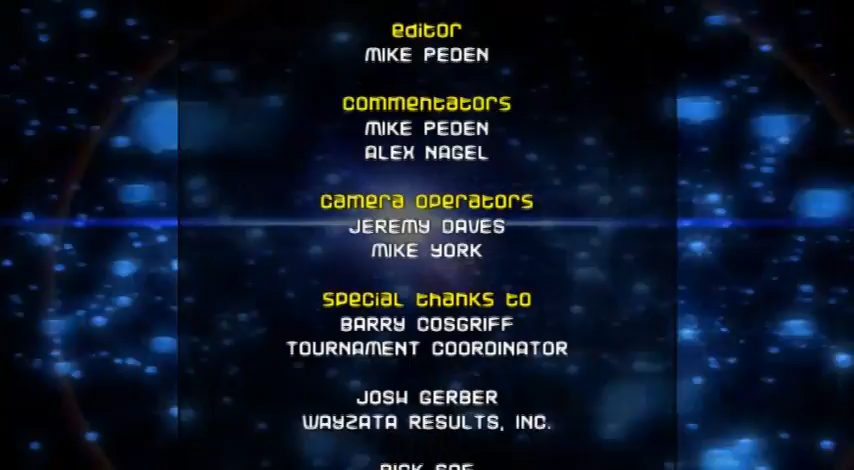 editor
MIKE PEDEN
commentators
MIKE PEDEN
ALEX NAGEL
camera operators
JEREMY DAVES
MIKE YORK
special thanks to
BARRY COSGRIFF
TOURNAMENT COORDINATOR
JOSH GERBER
WAYZATA RESULTS, INC.